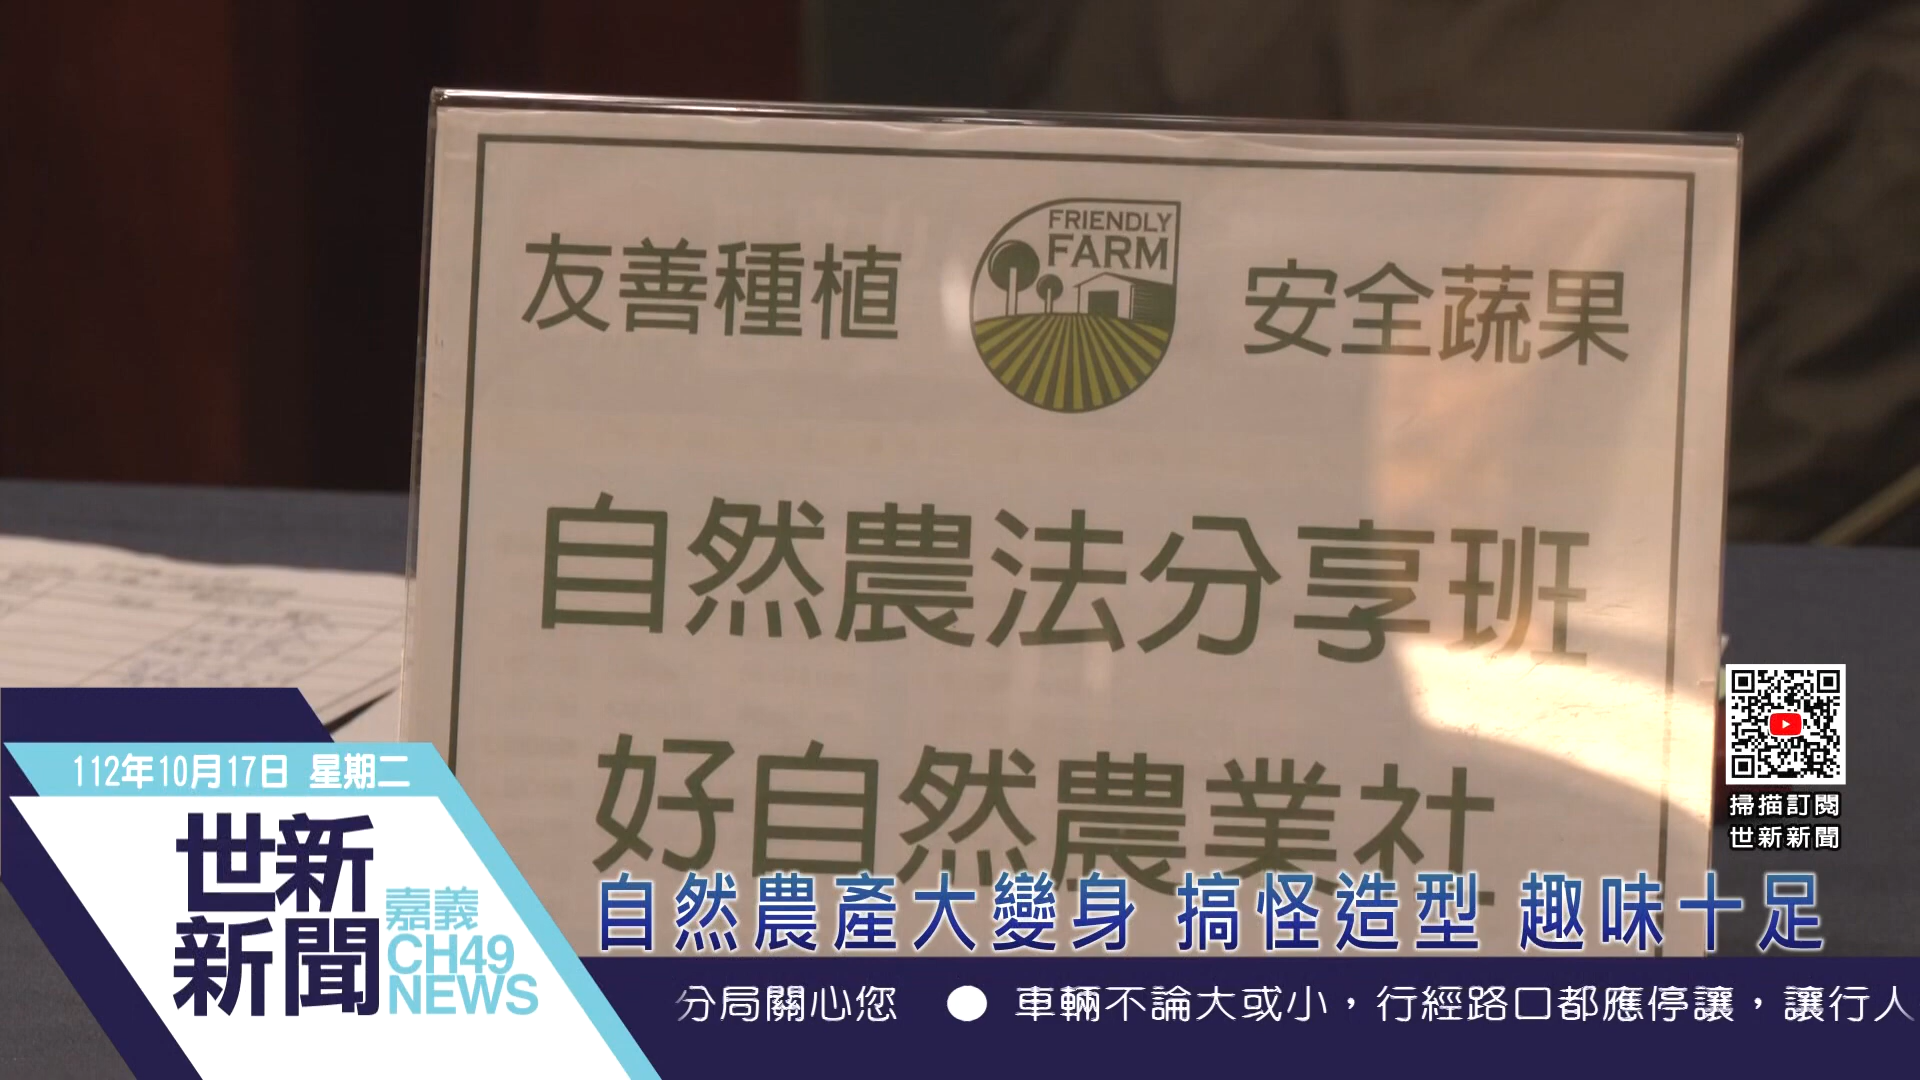 友善種植
FRIENDLY
FARM
安全蔬果
自然農法分享班
好自然農業社
掃描訂閱
世新新聞
112年10月17日 星期二
世新
新聞
嘉義
CH49
NEWS
自然農產大變身 搞怪造型 趣味十足
分局關心您 ● 車輛不論大或小，行經路口都應停讓，讓行人